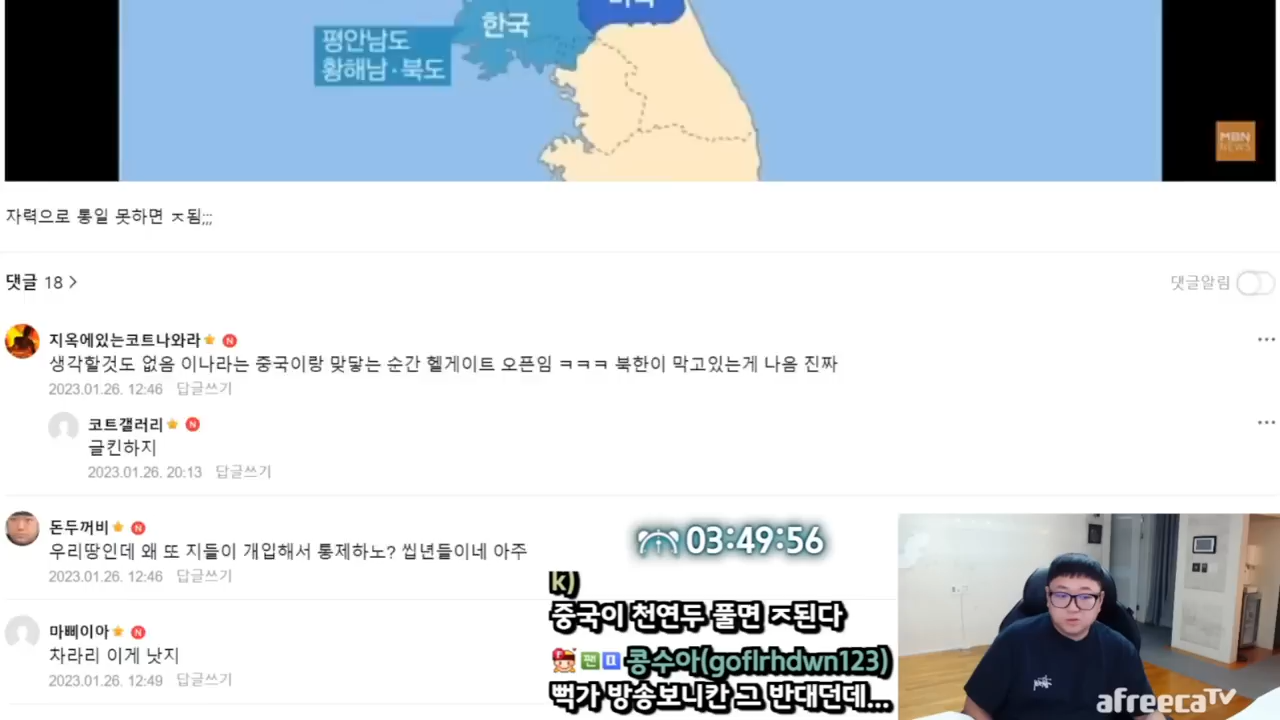 한국
평안남도
황해남·북도
MBN
NEWS
자력으로 통일 못하면 ㅈ됨;;;
댓글 18 >
댓글알림
지옥에있는코트나와라 N
생각할것도 없음 이나라는 중국이랑 맞닿는 순간 헬게이트 오픈임 ㅋㅋㅋ 북한이 막고있는게 나음 진짜
2023.01.26. 12:46 답글쓰기
코트갤러리 N
글킨하지
2023.01.26. 20:13 답글쓰기
돈두꺼비 N
우리땅인데 왜 또 지들이 개입해서 통제하노? 씹년들이네 아주
2023.01.26. 12:46 답글쓰기
마삐이아 N
차라리 이게 낫지
2023.01.26. 12:49 답글쓰기
03:49:56
k)
중국이 천연두 풀면 ㅈ된다
팬 콩수아(goflrhdwn123)
뻑가 방송보니칸 그 반대던데...
afreecaTV